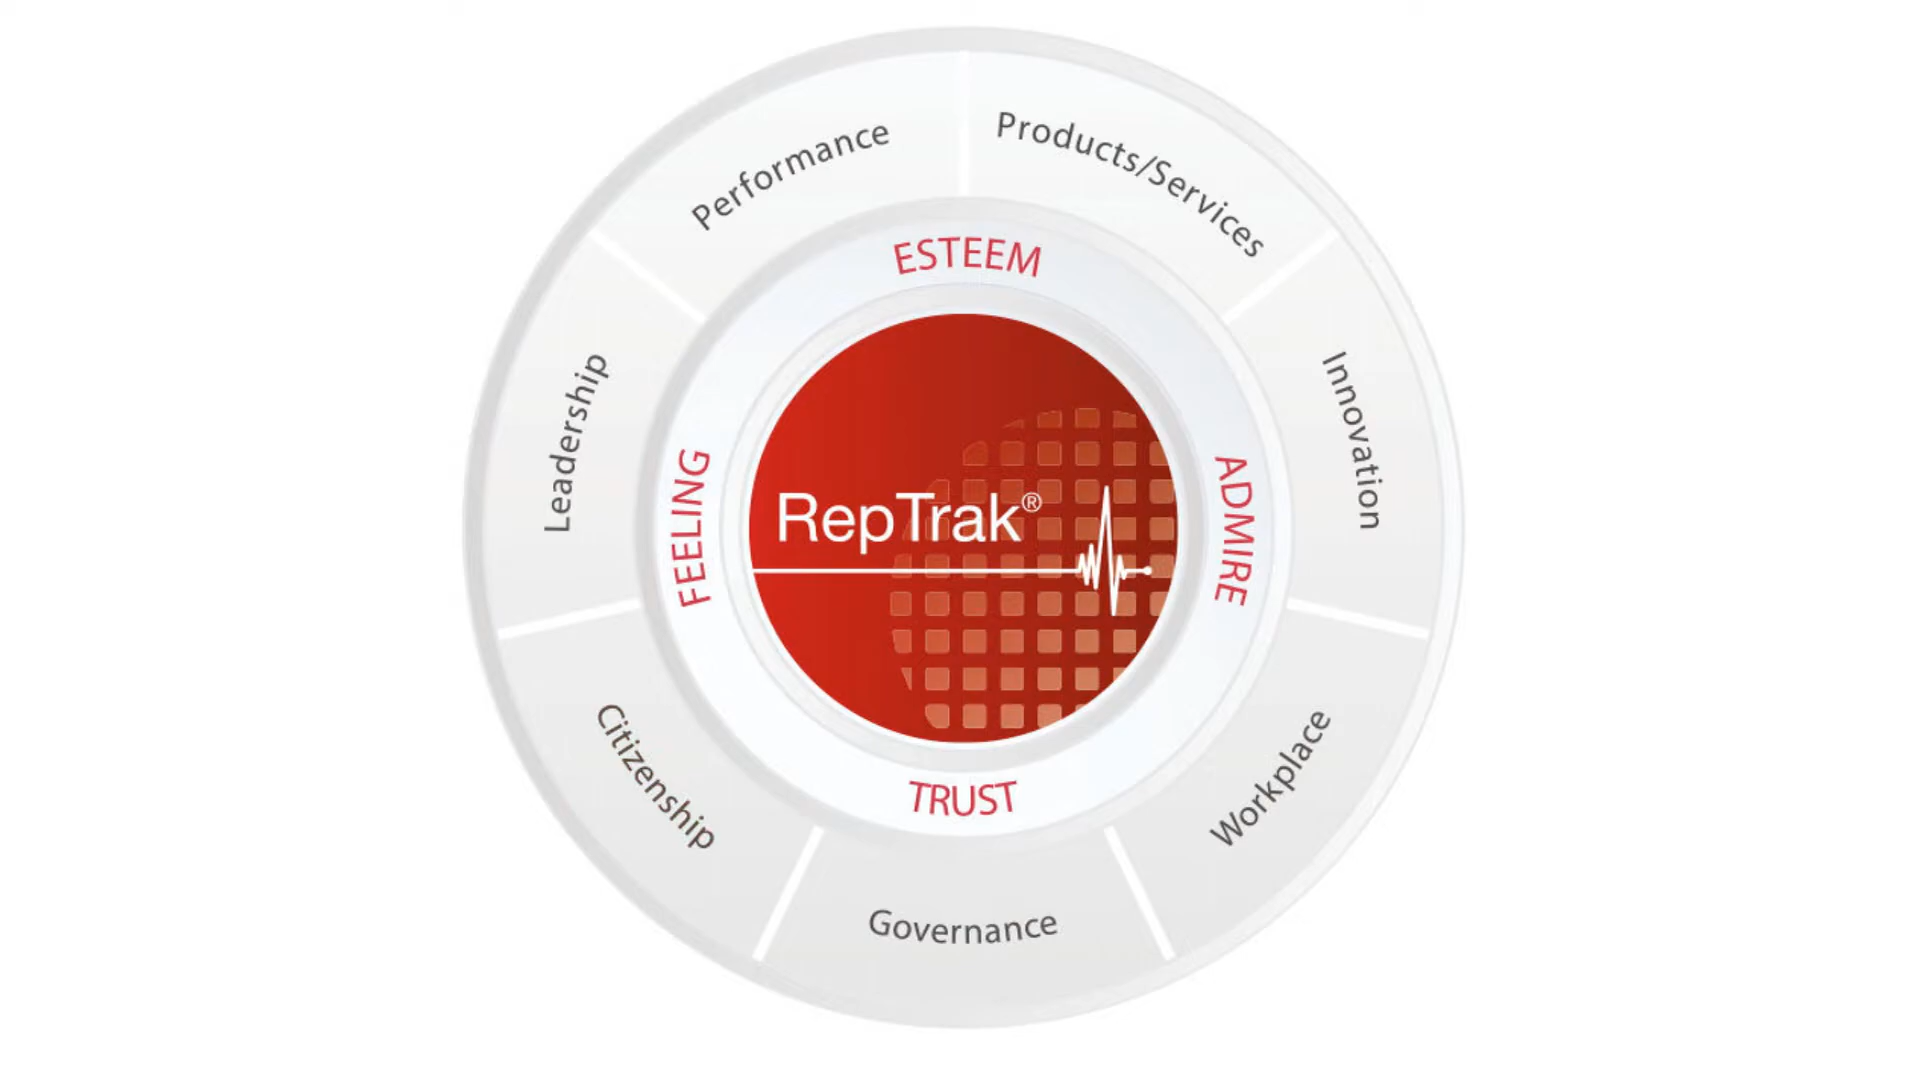 Performance
Products/Services
ESTEEM
Leadership
Innovation
FEELING
RepTrak®
ADMIRE
Citizenship
TRUST
Workplace
Governance